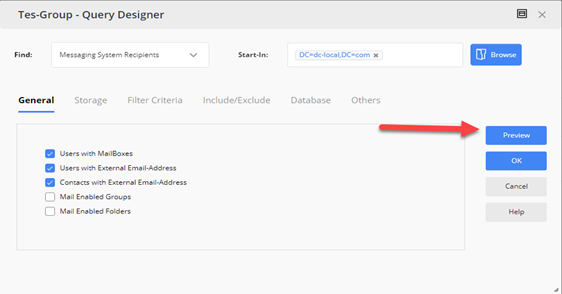 Tes-Group - Query Designer
Find:
Messaging System Recipients
Start-In:
DC=dc-local,DC=com
Browse
General
Storage
Filter Criteria
Include/Exclude
Database
Others
Users with MailBoxes
Users with External Email-Address
Contacts with External Email-Address
Mail Enabled Groups
Mail Enabled Folders
Preview
OK
Cancel
Help